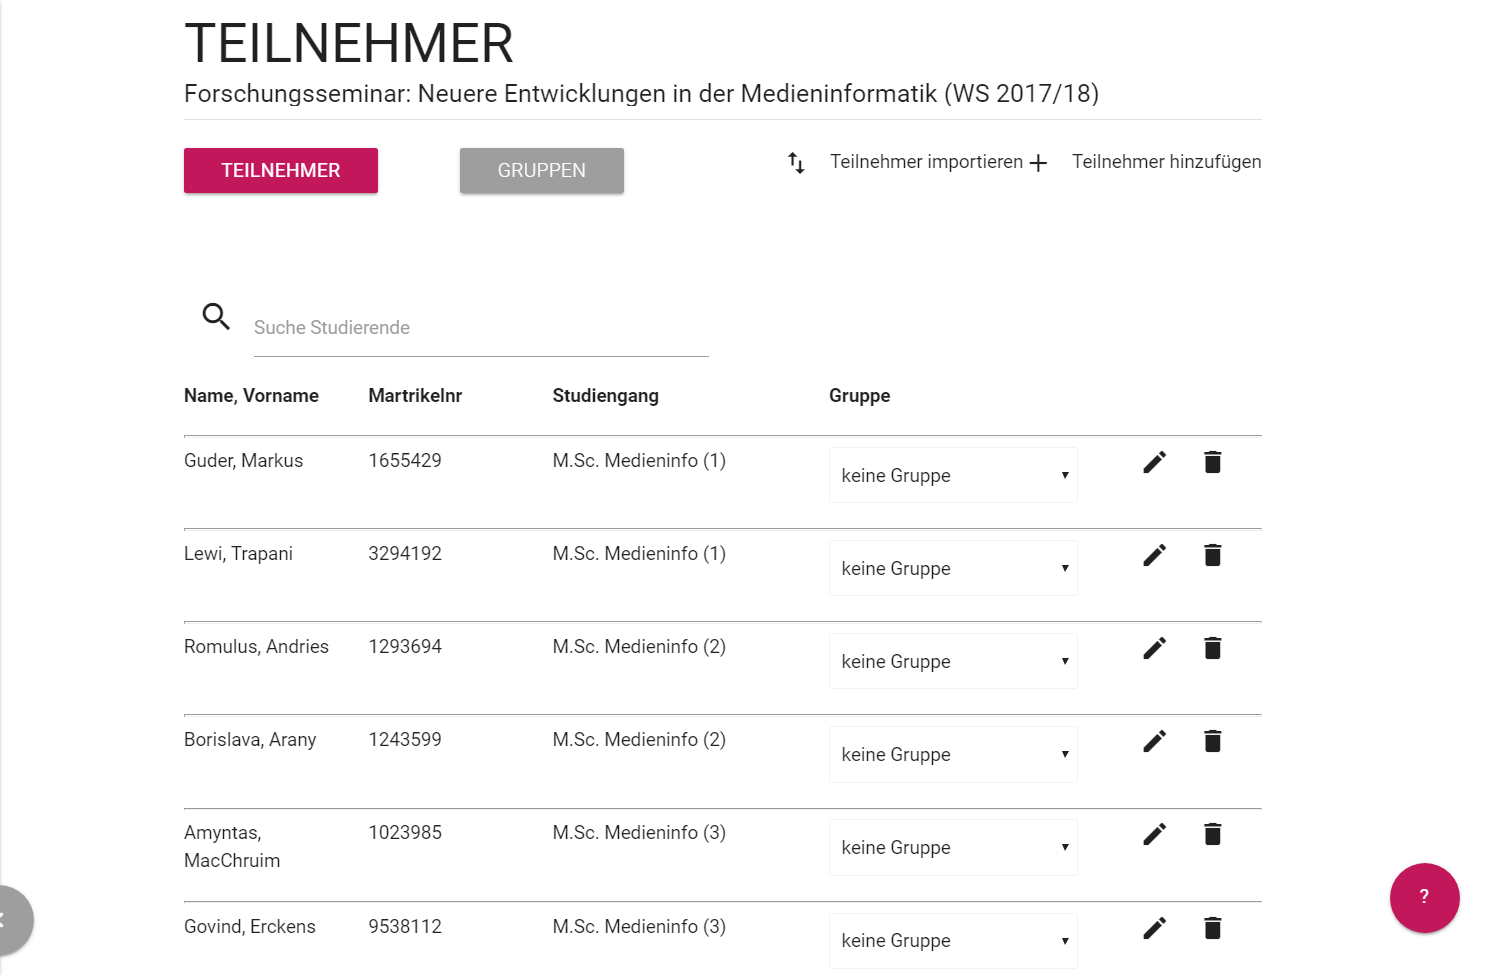 TEILNEHMER
Forschungsseminar: Neuere Entwicklungen in der Medieninformatik (WS 2017/18)
TEILNEHMER GRUPPEN Teilnehmer importieren Teilnehmer hinzufügen
Suche Studierende
Name, Vorname Martrikelnr Studiengang Gruppe
Guder, Markus 1655429 M.Sc. Medieninfo (1) keine Gruppe
Lewi, Trapani 3294192 M.Sc. Medieninfo (1) keine Gruppe
Romulus, Andries 1293694 M.Sc. Medieninfo (2) keine Gruppe
Borislava, Arany 1243599 M.Sc. Medieninfo (2) keine Gruppe
Amyntas, 1023985 M.Sc. Medieninfo (3) keine Gruppe
MacChruim
?
Govind, Erckens 9538112 M.Sc. Medieninfo (3) keine Gruppe